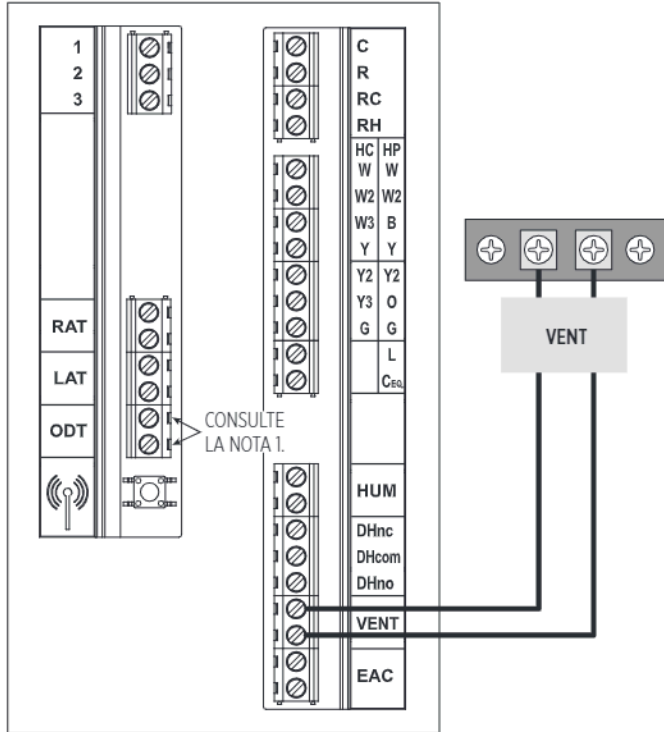 1
2
3
RAT
LAT
ODT
CONSULTE
LA NOTA 1.
C
R
RC
RH
HC HP
W W
W2 W2
W3 B
Y Y
Y2 Y2
Y3 O
G G
L
CEQ.
HUM
DHnc
DHcom
DHno
VENT
EAC
VENT